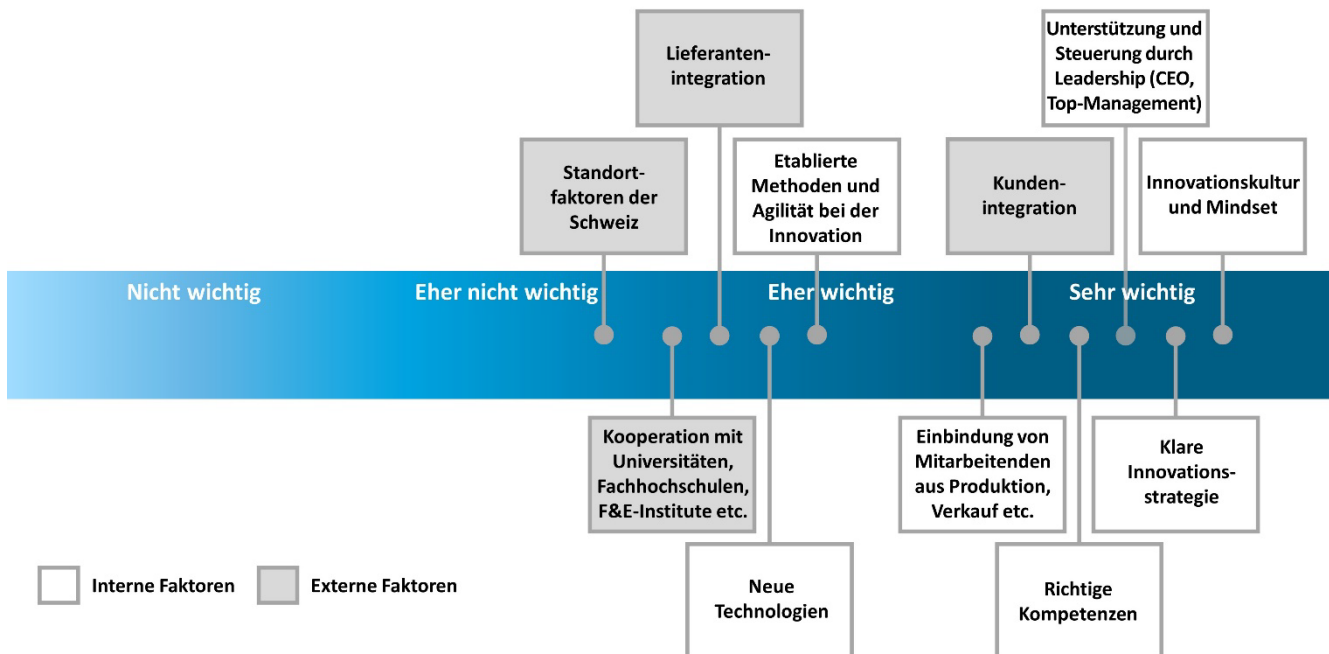 Lieferanten-
integration
Unterstützung und
Steuerung durch
Leadership (CEO,
Top-Management)
Standort-
faktoren der
Schweiz
Etablierte
Methoden und
Agilität bei der
Innovation
Kunden-
integration
Innovationskultur
und Mindset
Nicht wichtig
Eher nicht wichtig
Eher wichtig
Sehr wichtig
Kooperation mit
Universitäten,
Fachhochschulen,
F&E-Institute etc.
Einbindung von
Mitarbeitenden
aus Produktion,
Verkauf etc.
Klare
Innovations-
strategie
Neue
Technologien
Richtige
Kompetenzen
Interne Faktoren
Externe Faktoren